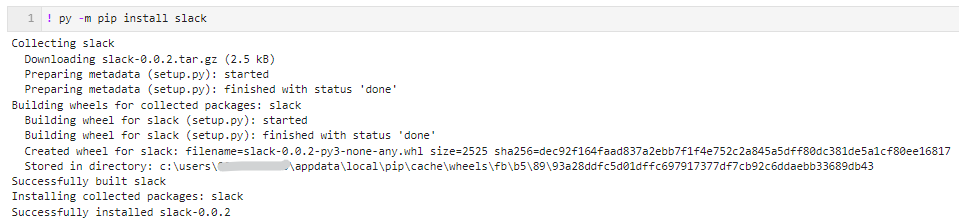 1 ! py -m pip install slack
Collecting slack
Downloading slack-0.0.2.tar.gz (2.5 kB)
Preparing metadata (setup.py): started
Preparing metadata (setup.py): finished with status 'done'
Building wheels for collected packages: slack
Building wheel for slack (setup.py): started
Building wheel for slack (setup.py): finished with status 'done'
Created wheel for slack: filename=slack-0.0.2-py3-none-any.whl size=2525 sha256=dec92f164faad837a2ebb7f1f4e752c2a845a5dff80dc381de5a1cf80ee16817
Stored in directory: c:\users\ \appdata\local\pip\cache\wheels\fb\b5\89\93a28ddfc5d01dffc697917377df7cb92c6ddaebb33689db43
Successfully built slack
Installing collected packages: slack
Successfully installed slack-0.0.2